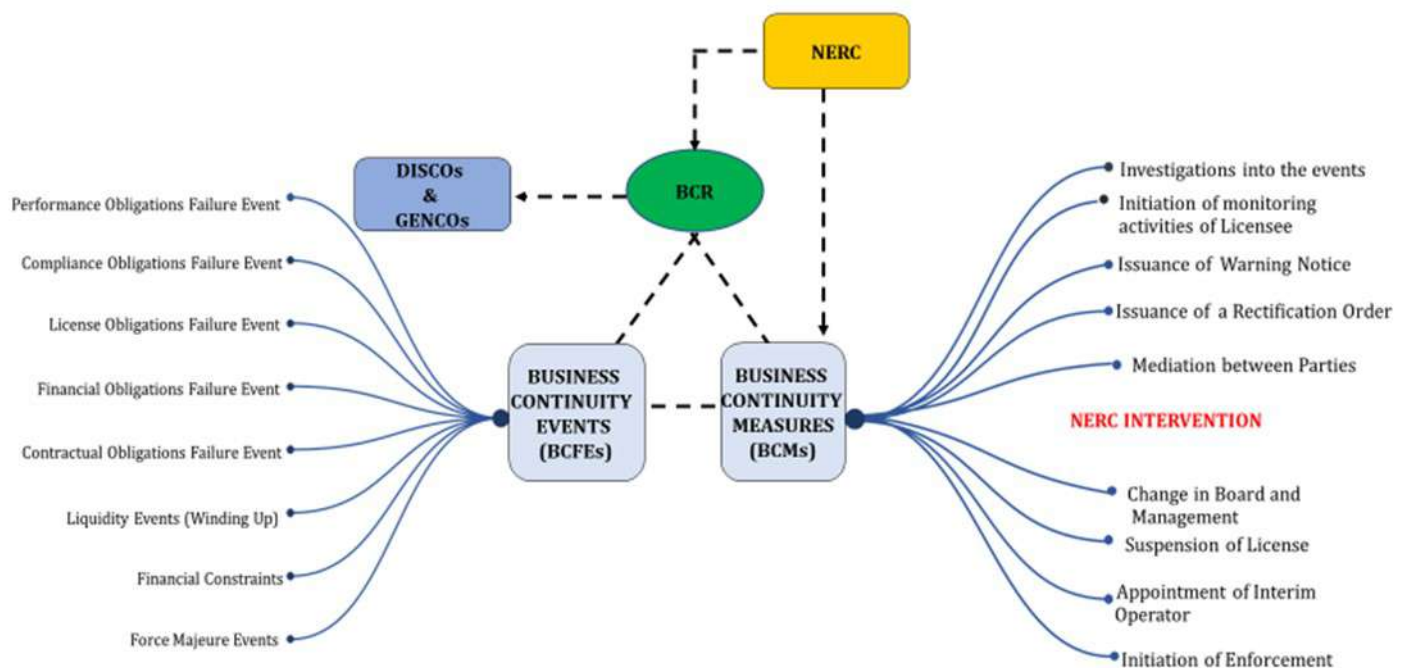 NERC
DISCOs
&
GENCOs
BCR
Performance Obligations Failure Event
Compliance Obligations Failure Event
License Obligations Failure Event
Financial Obligations Failure Event
Contractual Obligations Failure Event
Liquidity Events (Winding Up)
Financial Constraints
Force Majeure Events
BUSINESS
CONTINUITY
EVENTS
(BCFEs)
BUSINESS
CONTINUITY
MEASURES
(BCMs)
Investigations into the events
Initiation of monitoring
activities of Licensee
Issuance of Warning Notice
Issuance of a Rectification Order
Mediation between Parties
NERC INTERVENTION
Change in Board and
Management
Suspension of License
Appointment of Interim
Operator
Initiation of Enforcement